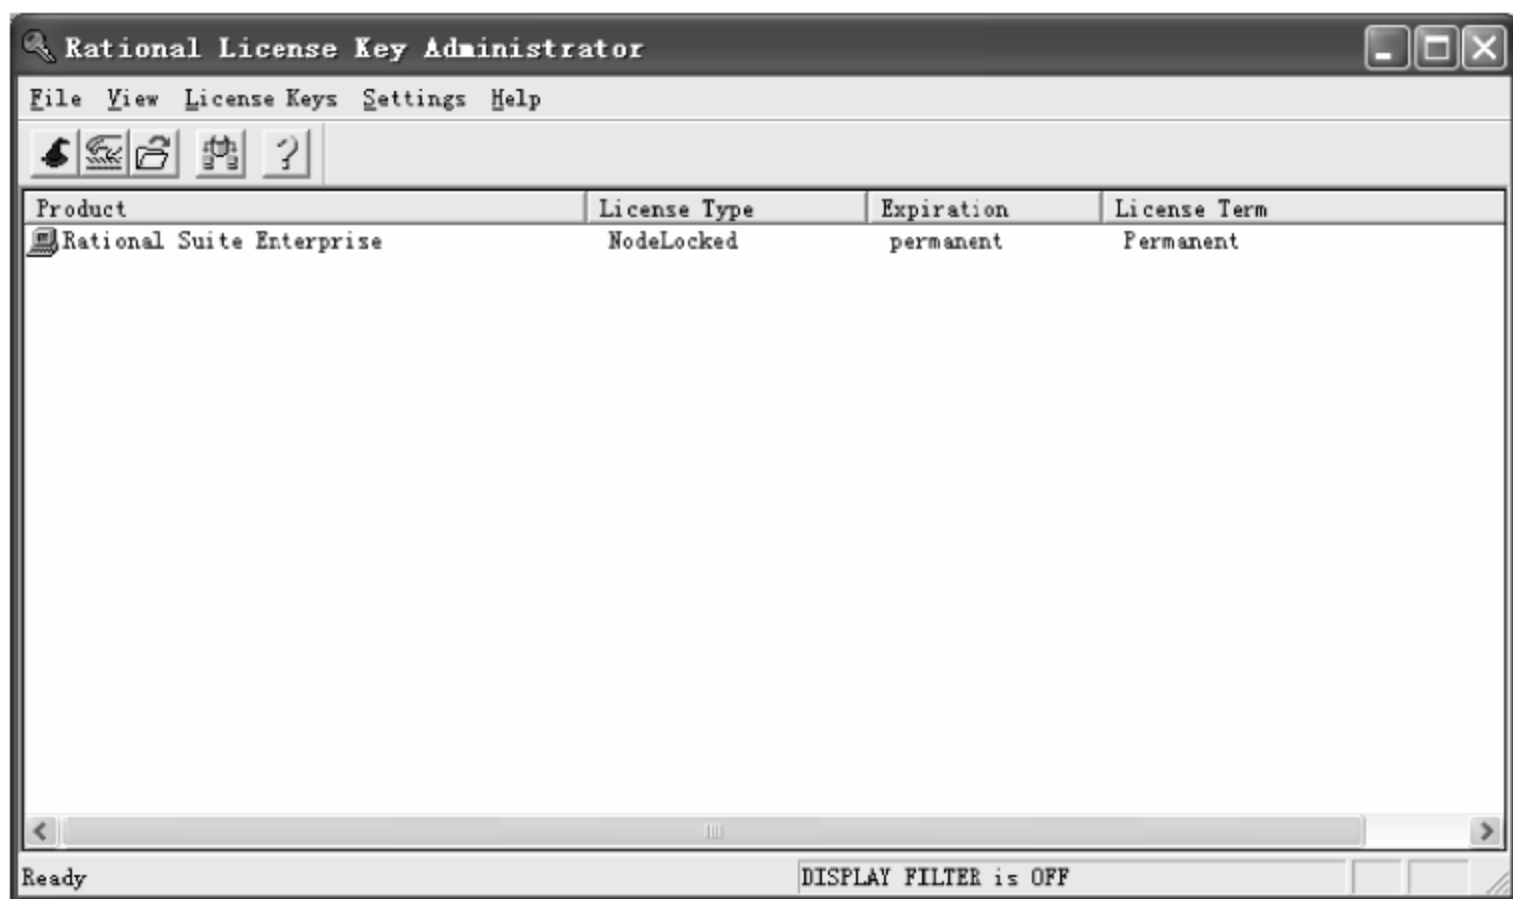 Rational License Key Administrator
File View License Keys Settings Help
Product License Type Expiration License Term
Rational Suite Enterprise NodeLocked permanent Permanent
Ready DISPLAY FILTER is OFF